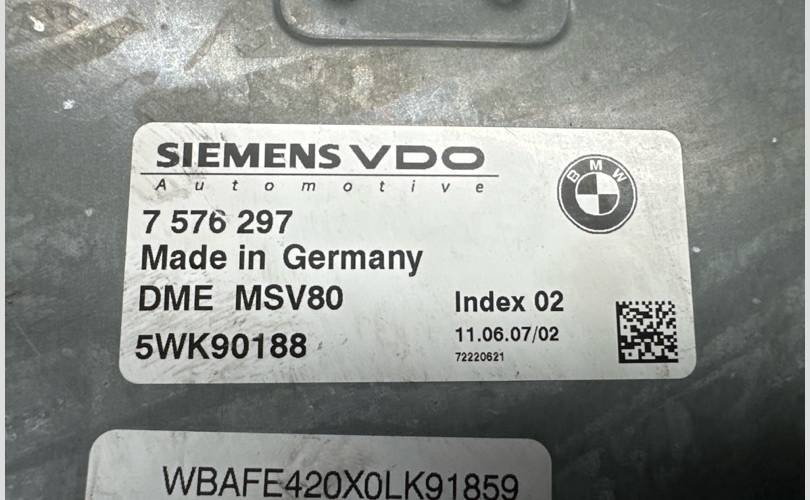 SIEMENS VDO
Automotive
BMW
7 576 297
Made in Germany
DME MSV80
Index 02
5WK90188
11.06.07/02
72220621
WBAFE420X0LK91859